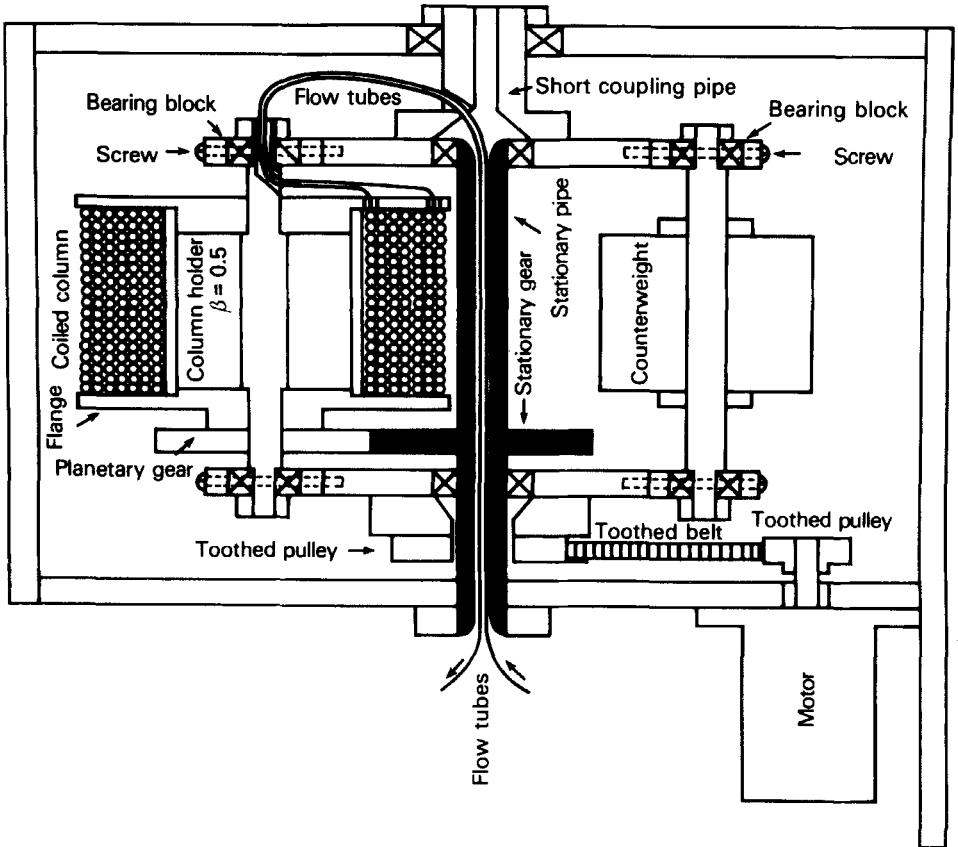 Short coupling pipe
Bearing block
Flow tubes
Bearing block
Screw
Screw
Flange
Coiled column
Column holder
β = 0.5
Stationary gear
Stationary pipe
Counterweight
Planetary gear
Toothed pulley
Toothed belt
Toothed pulley
Flow tubes
Motor